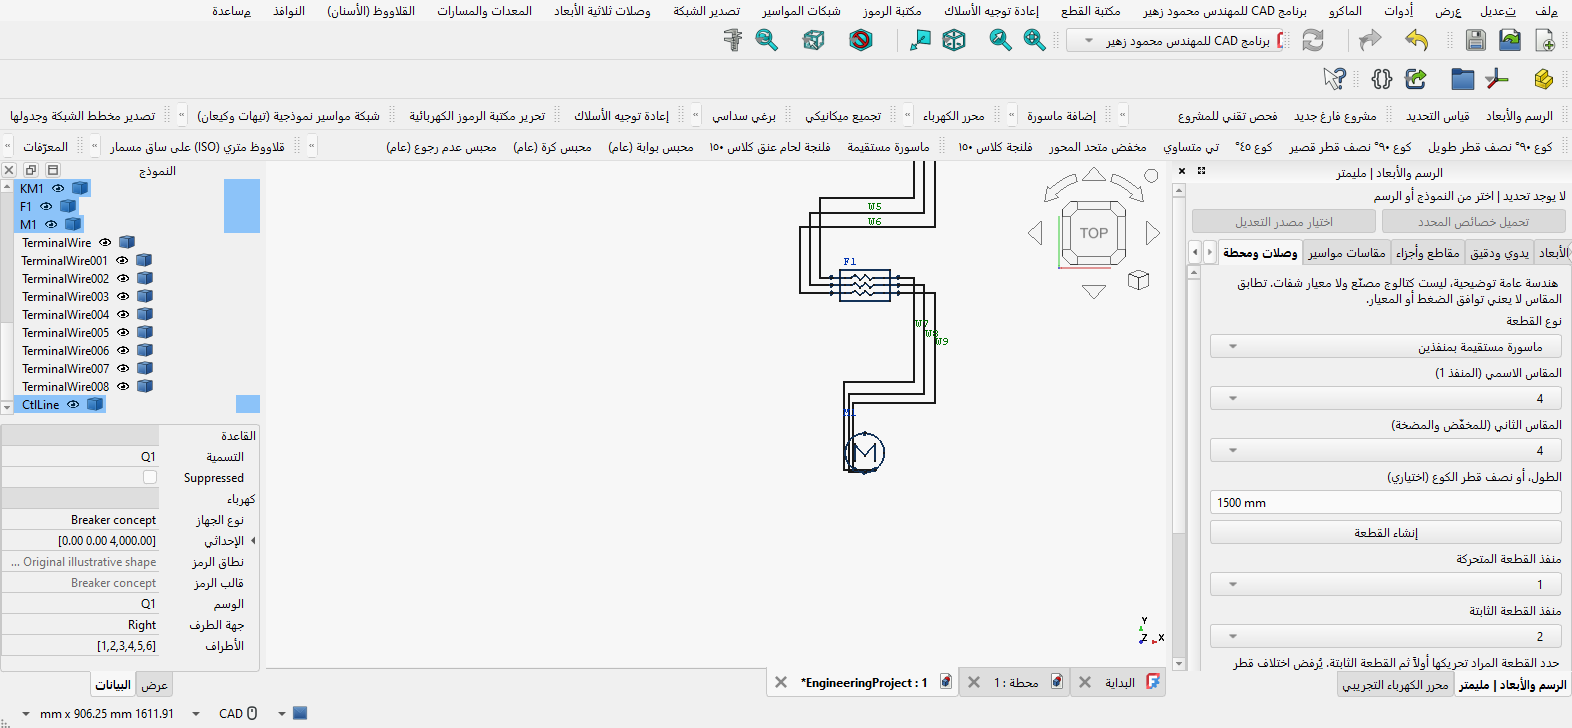 ملف تعديل عرض أدوات الماكرو برنامج CAD للمهندس محمود زهير مكتبة القطع إعادة توجيه الأسلاك مكتبة الرموز شبكات المواسير تصدير الشبكة وصلات ثلاثية الأبعاد المعدات والمسارات القلاووظ (الأسنان) النوافذ مساعدة
برنامج CAD للمهندس محمود زهير
الرسم والأبعاد قياس التحديد مشروع فارغ جديد فحص تقني للمشروع إضافة ماسورة محرر الكهرباء تجميع ميكانيكي برغي سداسي إعادة توجيه الأسلاك تحرير مكتبة الرموز الكهربائية شبكة مواسير نموذجية (تيهات وكيعان) تصدير مخطط الشبكة وجدولها
كوع ٩٠° نصف قطر طويل كوع ٩٠° نصف قطر قصير كوع ٤٥° تي متساوي مخفض متحد المحور فلنجة كلاس ١٥٠ ماسورة مستقيمة فلنجة لحام عنق كلاس ١٥٠ محبس بوابة (عام) محبس كرة (عام) محبس عدم رجوع (عام) قلاووظ متري (ISO) على ساق مسمار المعرّفات
النموذج
KM1
F1
M1
TerminalWire
TerminalWire001
TerminalWire002
TerminalWire003
TerminalWire004
TerminalWire005
TerminalWire006
TerminalWire007
TerminalWire008
CtlLine
القاعدة
التسمية Q1
Suppressed
كهرباء
نوع الجهاز Breaker concept
الإحداثي [0.00 0.00 4,000.00]
نطاق الرمز Original illustrative shape ...
قالب الرمز Breaker concept
الوسم Q1
جهة الطرف Right
الأطراف [1,2,3,4,5,6]
عرض البيانات
W5
W6
F1
W7
W8
W9
M
TOP
Y
Z X
الرسم والأبعاد | مليمتر
لا يوجد تحديد | اختر من النموذج أو الرسم
تحميل خصائص المحدد اختيار مصدر التعديل
الأبعاد يدوي ودقيق مقاطع وأجزاء مقاسات مواسير وصلات ومحطة
هندسة عامة توضيحية، ليست كتالوج مصنّع ولا معيار شفات. تطابق
المقاس لا يعني توافق الضغط أو المعيار.
نوع القطعة
ماسورة مستقيمة بمنفذين
المقاس الاسمي (المنفذ 1)
4
المقاس الثاني (للمخفّض والمضخة)
4
الطول، أو نصف قطر الكوع (اختياري)
1500 mm
إنشاء القطعة
منفذ القطعة المتحركة
1
منفذ القطعة الثابتة
2
حدد القطعة المراد تحريكها أولاً ثم القطعة الثابتة. يُرفض اختلاف قطر
الرسم والأبعاد | مليمتر محرر الكهرباء التجريبي
البداية محطة : 1 EngineeringProject : 1*
CAD mm x 906.25 mm 1611.91